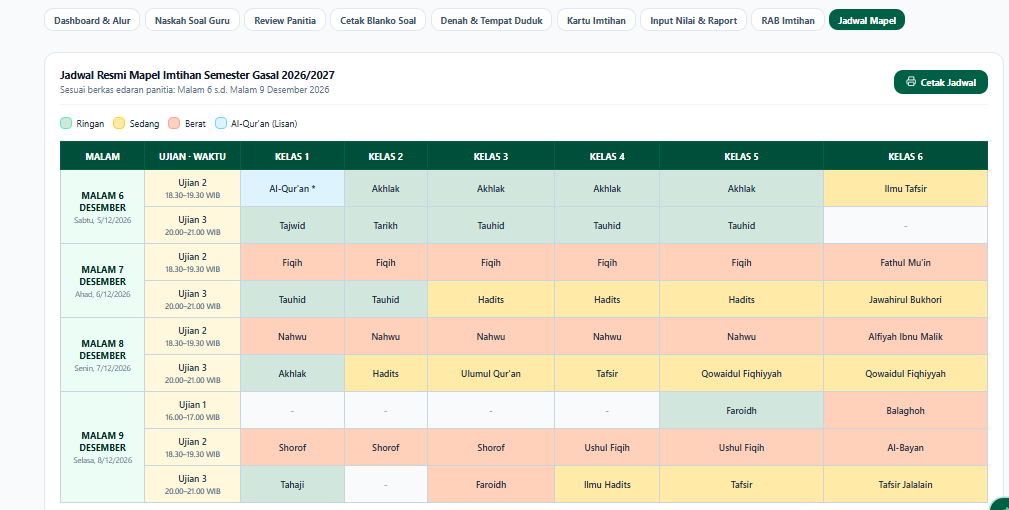 Dashboard & Alur
Naskah Soal Guru
Review Panitia
Cetak Blanko Soal
Denah & Tempat Duduk
Kartu Imtihan
Input Nilai & Raport
RAB Imtihan
Jadwal Mapel
Jadwal Resmi Mapel Imtihan Semester Gasal 2026/2027
Sesuai berkas edaran panitia: Malam 6 s.d. Malam 9 Desember 2026
Cetak Jadwal
Ringan
Sedang
Berat
Al-Qur'an (Lisan)
MALAM UJIAN - WAKTU KELAS 1 KELAS 2 KELAS 3 KELAS 4 KELAS 5 KELAS 6
MALAM 6
DESEMBER
Sabtu, 5/12/2026
Ujian 2
18.30–19.30 WIB
Al-Qur'an * Akhlak Akhlak Akhlak Akhlak Ilmu Tafsir
Ujian 3
20.00–21.00 WIB
Tajwid Tarikh Tauhid Tauhid Tauhid -
MALAM 7
DESEMBER
Ahad, 6/12/2026
Ujian 2
18.30–19.30 WIB
Fiqih Fiqih Fiqih Fiqih Fiqih Fathul Mu'in
Ujian 3
20.00–21.00 WIB
Tauhid Tauhid Hadits Hadits Hadits Jawahirul Bukhori
MALAM 8
DESEMBER
Senin, 7/12/2026
Ujian 2
18.30–19.30 WIB
Nahwu Nahwu Nahwu Nahwu Nahwu Alfiyah Ibnu Malik
Ujian 3
20.00–21.00 WIB
Akhlak Hadits Ulumul Qur'an Tafsir Qowaidul Fiqhiyyah Qowaidul Fiqhiyyah
MALAM 9
DESEMBER
Selasa, 8/12/2026
Ujian 1
16.00–17.00 WIB
- - - - Faroidh Balaghoh
Ujian 2
18.30–19.30 WIB
Shorof Shorof Shorof Ushul Fiqih Ushul Fiqih Al-Bayan
Ujian 3
20.00–21.00 WIB
Tahaji - Faroidh Ilmu Hadits Tafsir Tafsir Jalalain